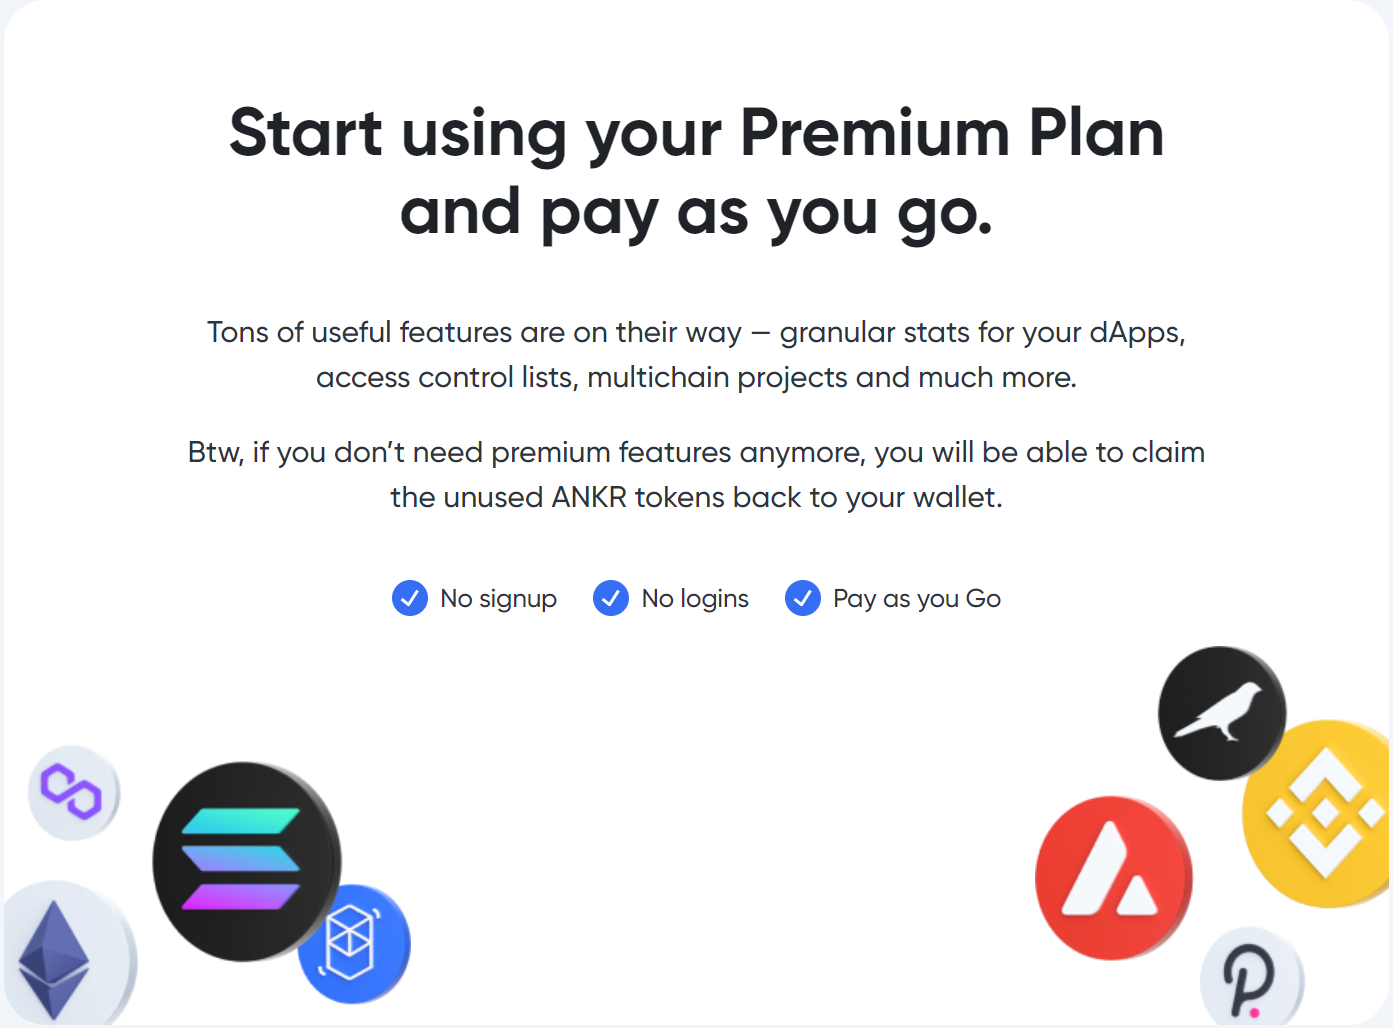 Start using your Premium Plan
and pay as you go.
Tons of useful features are on their way — granular stats for your dApps,
access control lists, multichain projects and much more.
Btw, if you don’t need premium features anymore, you will be able to claim
the unused ANKR tokens back to your wallet.
No signup
No logins
Pay as you Go